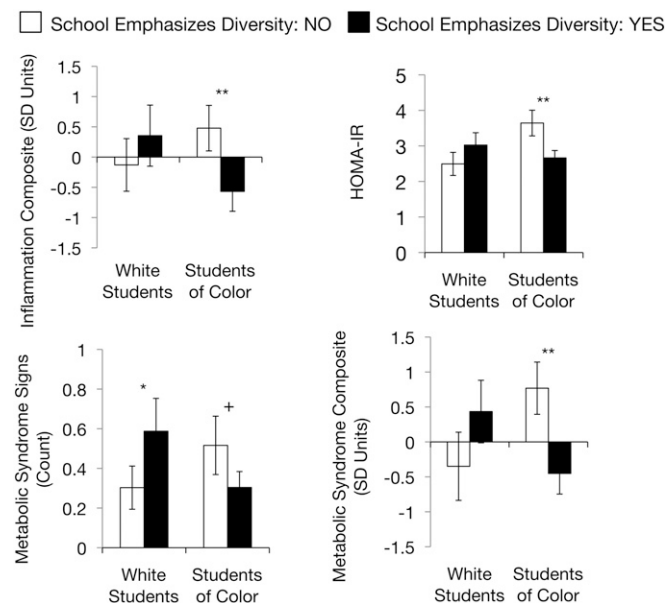 School Emphasizes Diversity: NO School Emphasizes Diversity: YES
Inflammation Composite (SD Units)
1.5
1
0.5
0
-0.5
-1
-1.5
**
White Students
Students of Color
HOMA-IR
5
4
3
2
1
0
**
White Students
Students of Color
Metabolic Syndrome Signs
(Count)
1
0.8
0.6
0.4
0.2
0
*
+
White Students
Students of Color
Metabolic Syndrome Composite
(SD Units)
1.5
1
0.5
0
-0.5
-1
-1.5
**
White Students
Students of Color